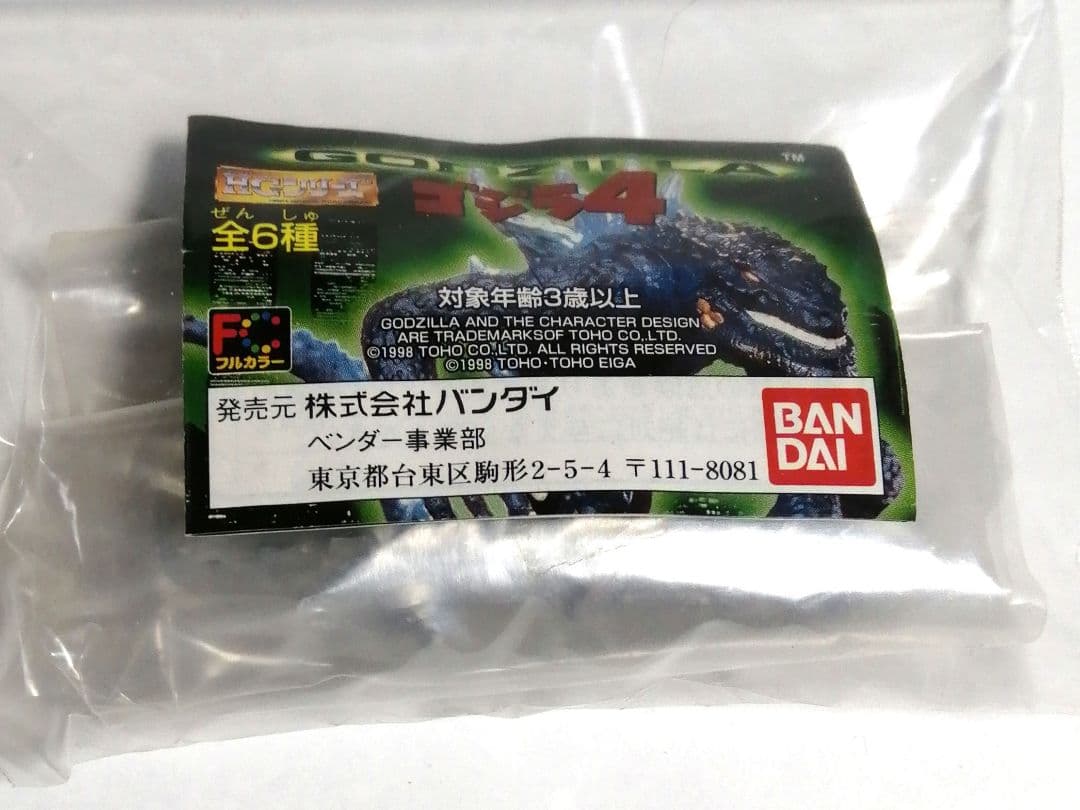 GODZILLA TM
HGシリーズ
ゴジラ4
ぜん しゅ
全6種
対象年齢3歳以上
GODZILLA AND THE CHARACTER DESIGN
ARE TRADEMARKSOF TOHO CO.,LTD.
©1998 TOHO CO.,LTD. ALL RIGHTS RESERVED
©1998 TOHO・TOHO EIGA
FC
フルカラー
発売元 株式会社バンダイ
ベンダー事業部
東京都台東区駒形2-5-4 〒111-8081
BAN
DAI